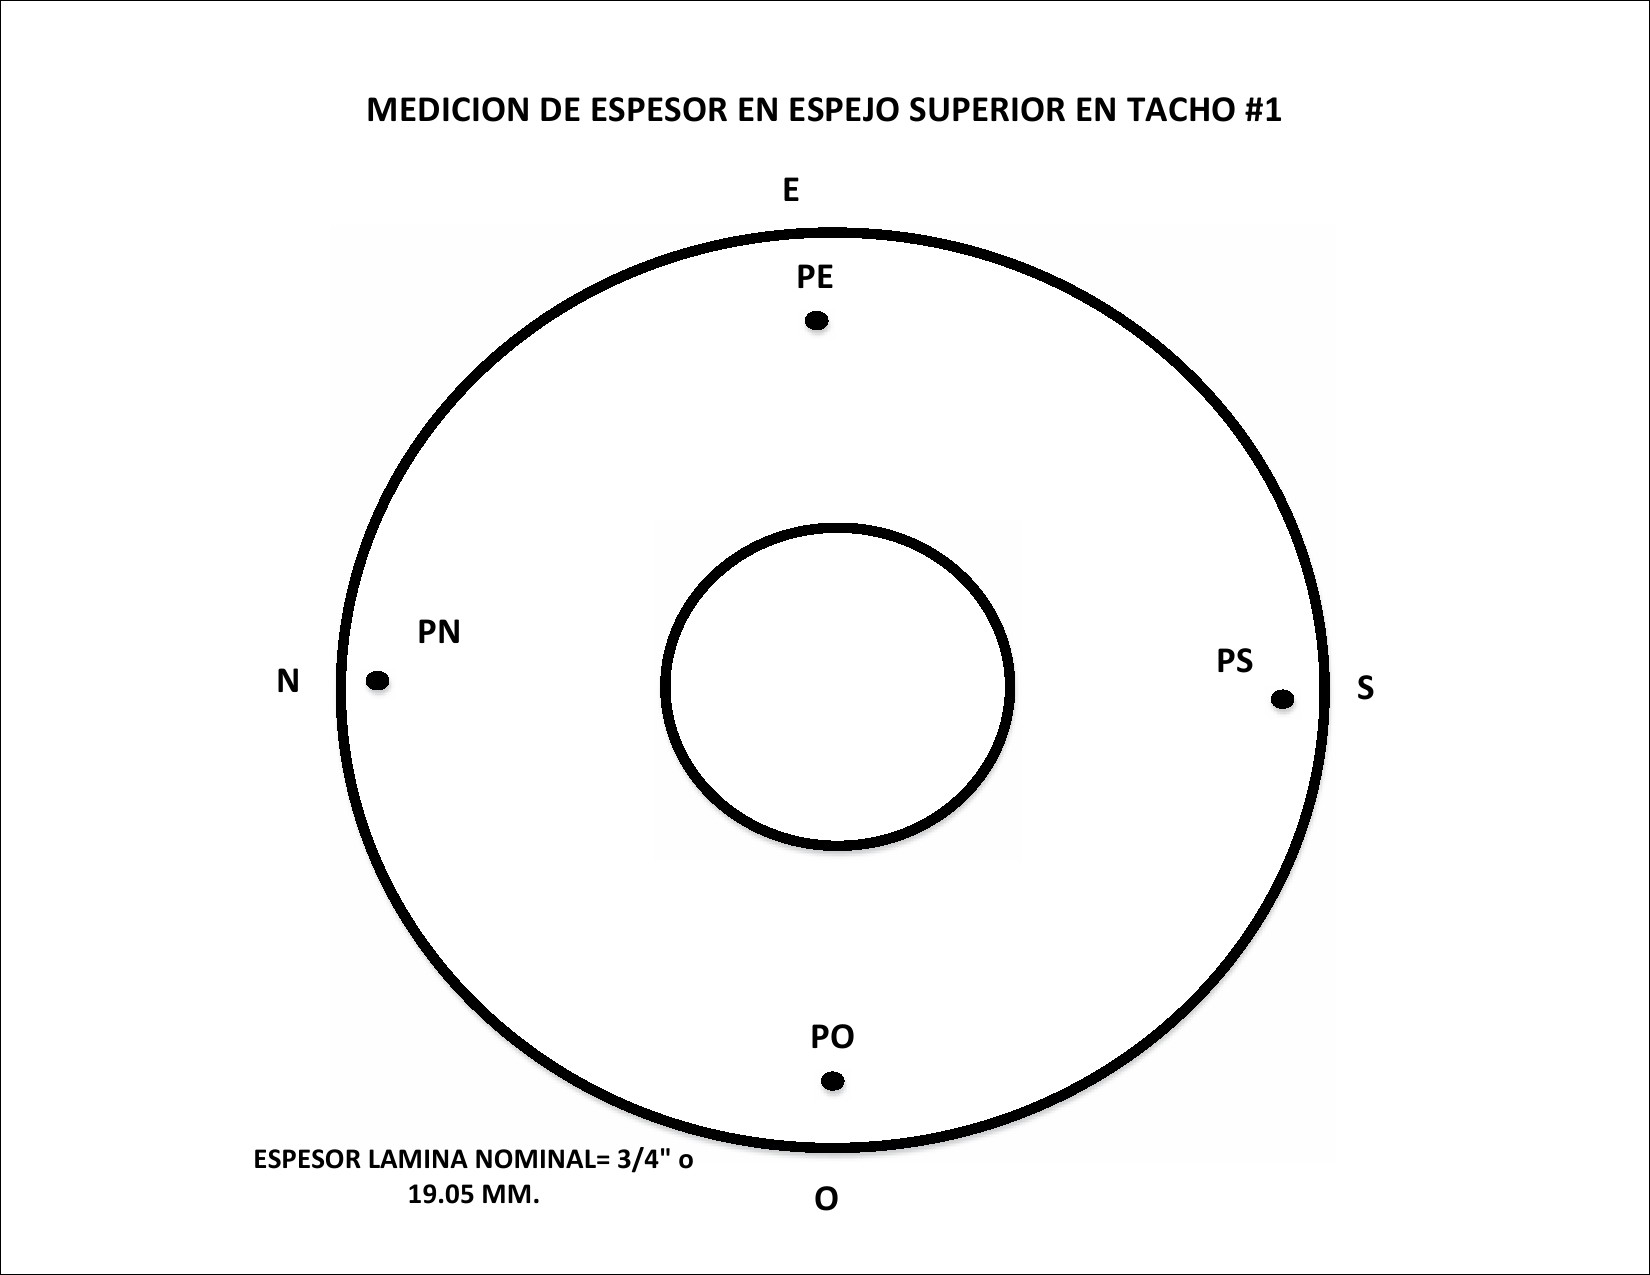 MEDICION DE ESPESOR EN ESPEJO SUPERIOR EN TACHO #1
E
PE
PN
N
PS
S
PO
ESPESOR LAMINA NOMINAL= 3/4" o
19.05 MM.
O